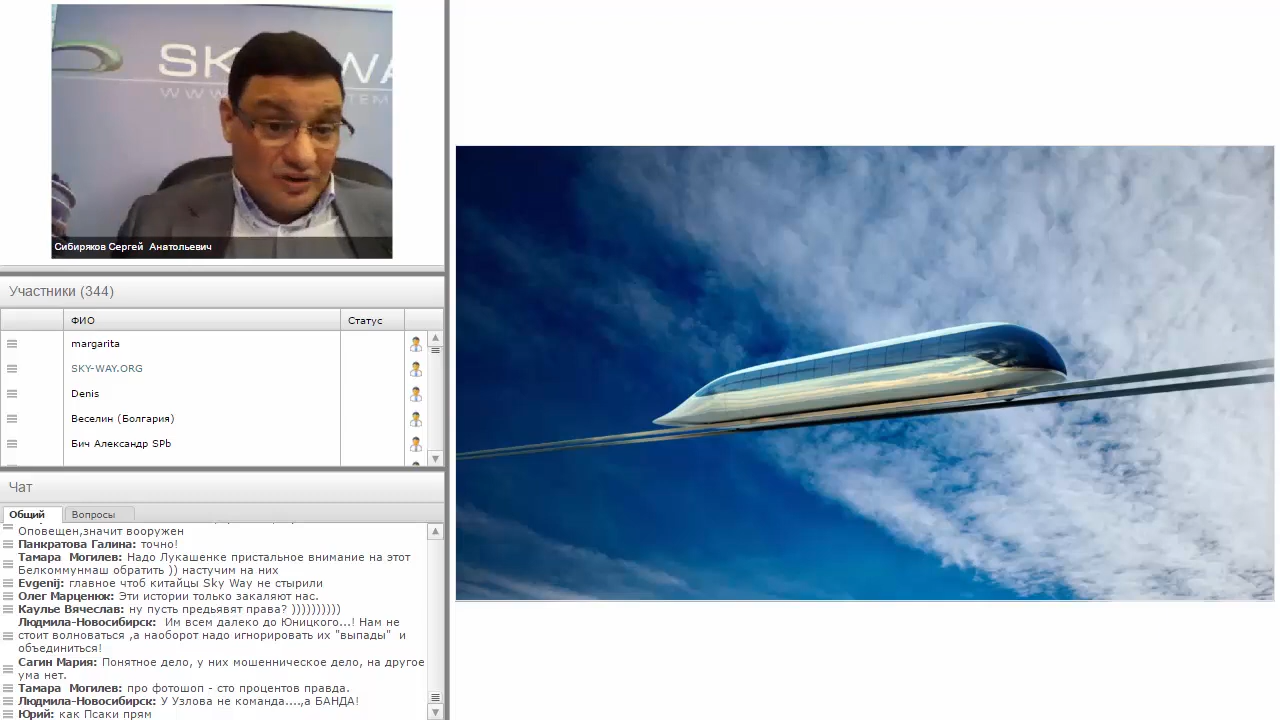 SKY WA
WWW
TEM
Сибиряков Сергей Анатольевич
Участники (344)
ФИО
Статус
margarita
SKY-WAY.ORG
Denis
Веселин (Болгария)
Бич Александр SPb
Чат
Общий
Вопросы
Оповещен,значит вооружен
Панкратова Галина: точно!
Тамара Могилев: Надо Лукашенке пристальное внимание на этот
Белкоммунмаш обратить )) настучим на них
Evgenij: главное чтоб китайцы Sky Way не стырили
Олег Марценюк: Эти истории только закаляют нас.
Каулье Вячеслав: ну пусть предьявят права? ))))))))))
Людмила-Новосибирск: Им всем далеко до Юницкого...! Нам не
стоит волноваться ,а наоборот надо игнорировать их "выпады" и
объединиться!
Сагин Мария: Понятное дело, у них мошенническое дело, на другое
ума нет.
Тамара Могилев: про фотошоп - сто процентов правда.
Людмила-Новосибирск: У Узлова не команда....,а БАНДА!
Юрий: как Псаки прям